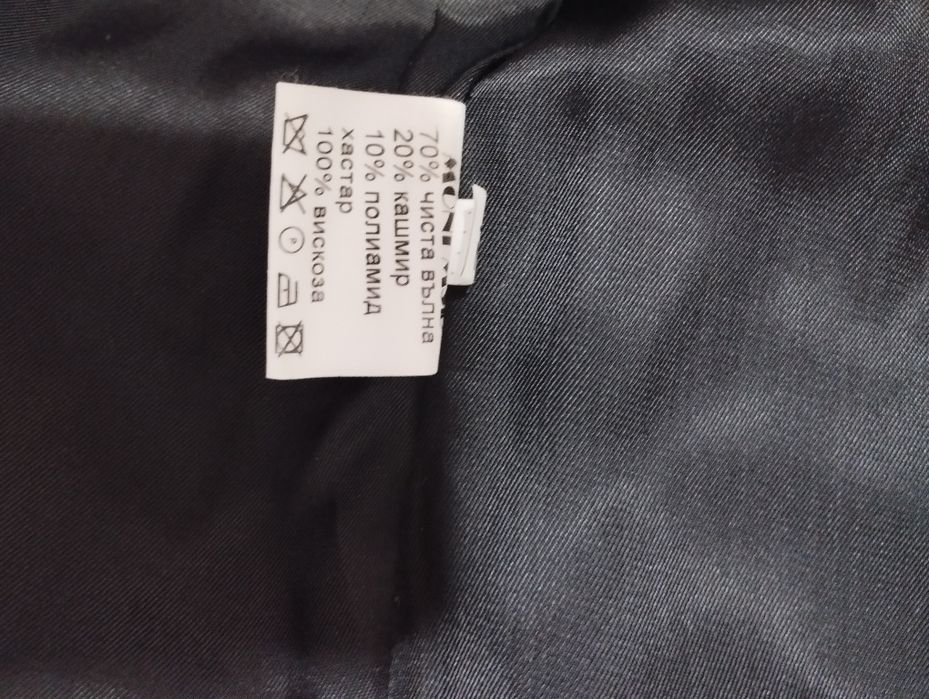 70% чиста вълна
20% кашмир
10% полиамид
хастар
100% вискоза
P